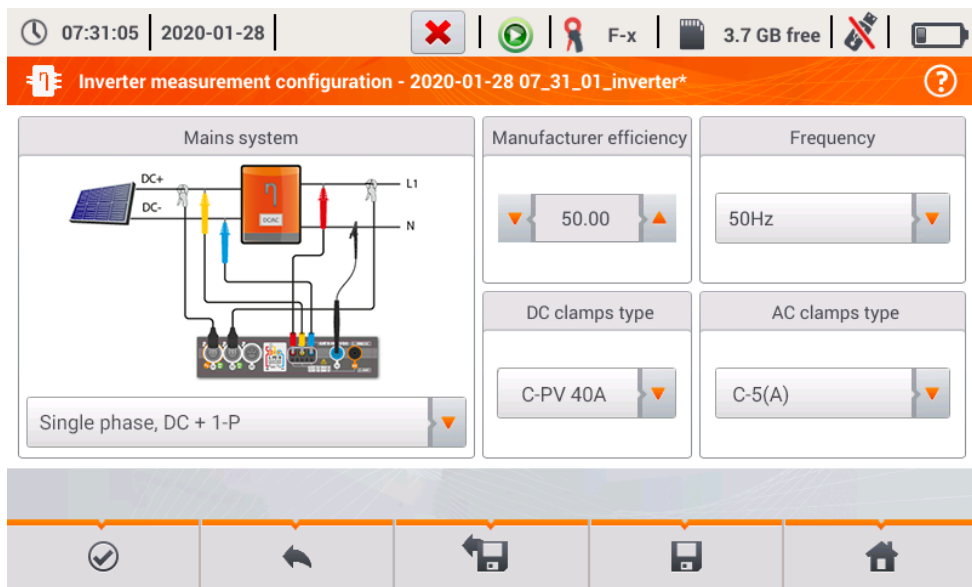 07:31:05 2020-01-28 F-x 3.7 GB free
Inverter measurement configuration - 2020-01-28 07_31_01_inverter* ?
Mains system
DC+
DC-
DC/AC
L1
N
Single phase, DC + 1-P
Manufacturer efficiency
50.00
Frequency
50Hz
DC clamps type
C-PV 40A
AC clamps type
C-5(A)